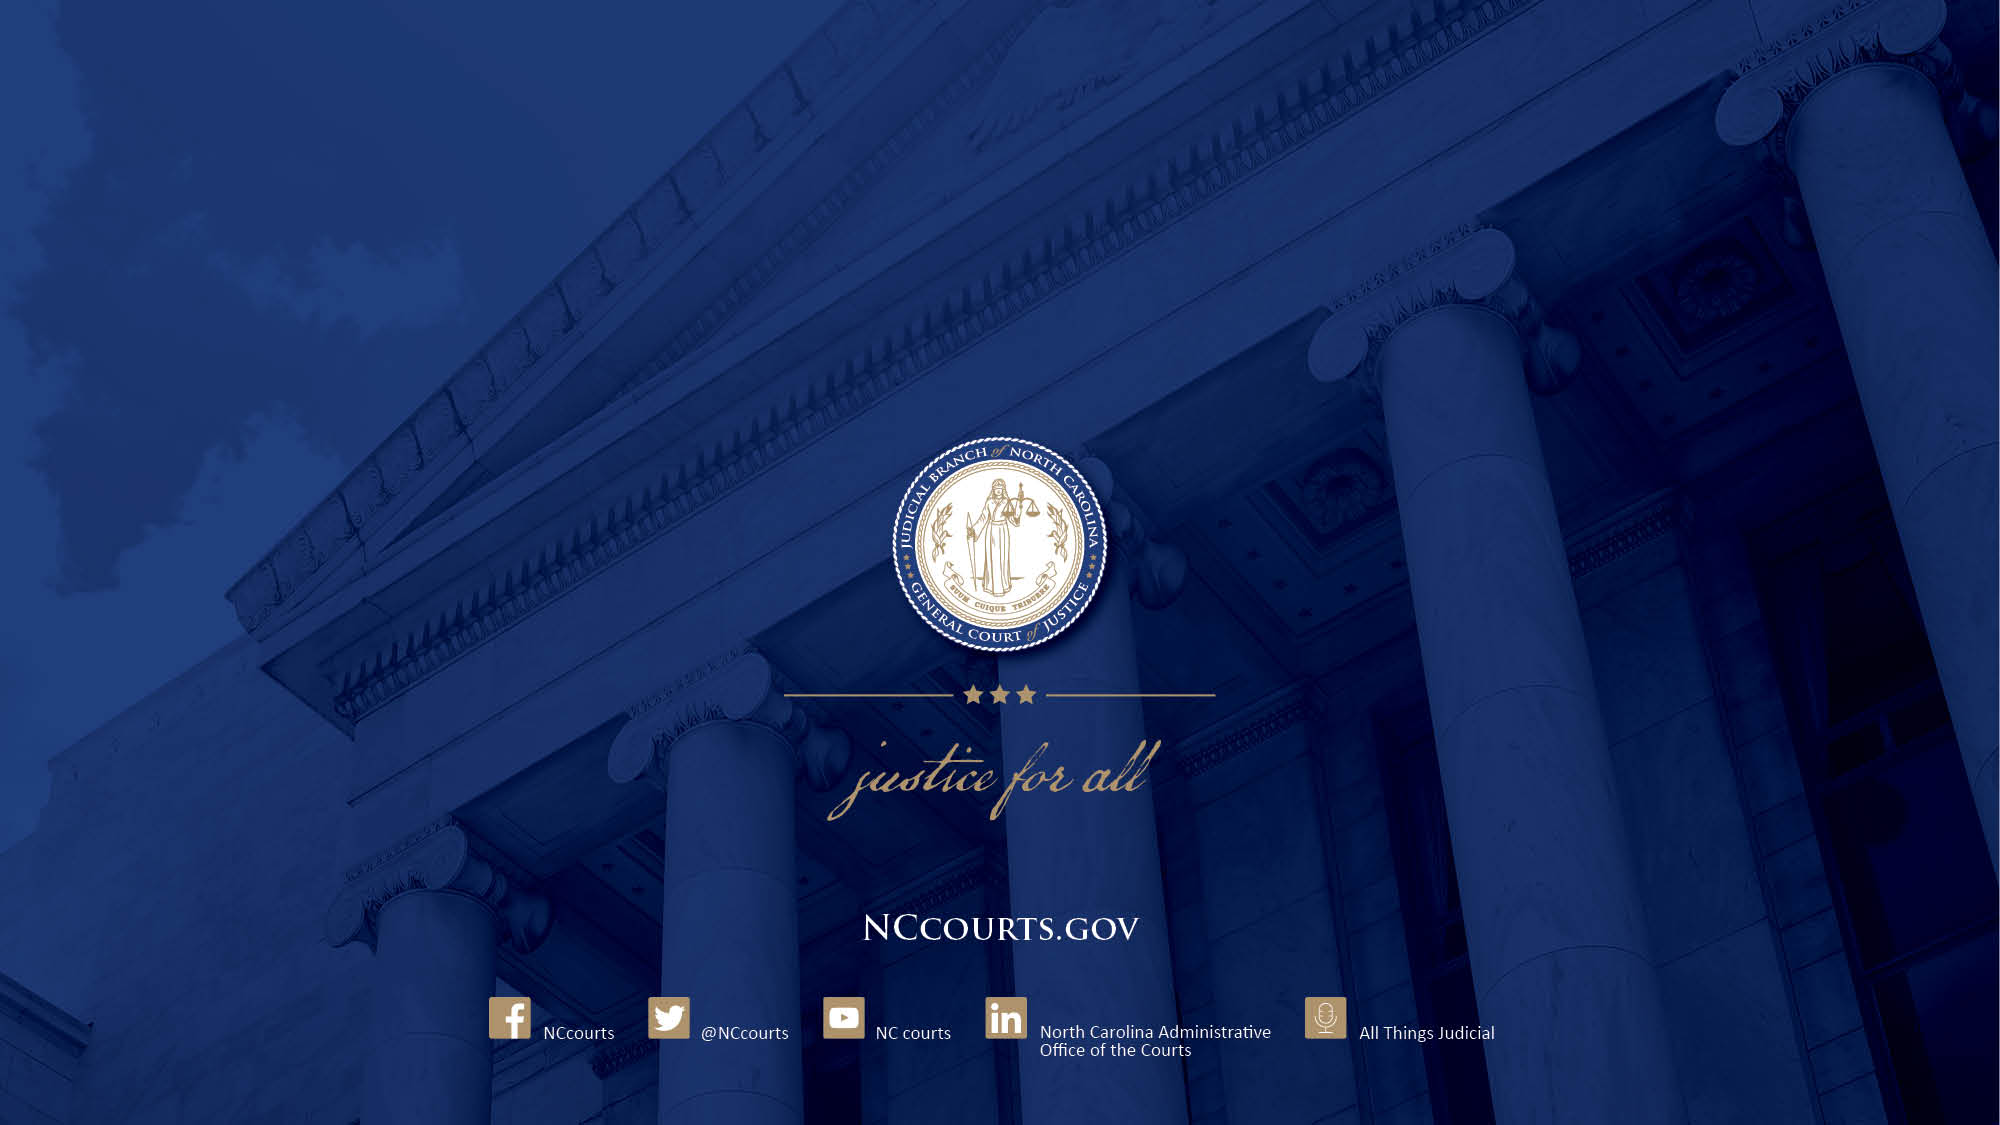 JUDICIAL BRANCH of NORTH CAROLINA
SUUM CUIQUE TRIBUERE
GENERAL COURT of JUSTICE
justice for all
NCCOURTS.GOV
NCcourts
@NCcourts
NC courts
North Carolina Administrative
Office of the Courts
All Things Judicial